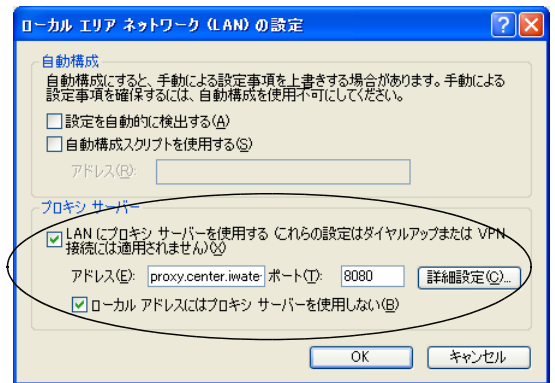 ローカル エリア ネットワーク (LAN) の設定
自動構成
自動構成にすると、手動による設定事項を上書きする場合があります。手動による
設定事項を確保するには、自動構成を使用不可にしてください。
設定を自動的に検出する(A)
自動構成スクリプトを使用する(S)
アドレス(R):
プロキシ サーバー
LAN にプロキシ サーバーを使用する (これらの設定はダイヤルアップまたは VPN
接続には適用されません)(X)
アドレス(E): proxy.center.iwate- ポート(T): 8080 詳細設定(C)...
ローカル アドレスにはプロキシ サーバーを使用しない(B)
OK キャンセル